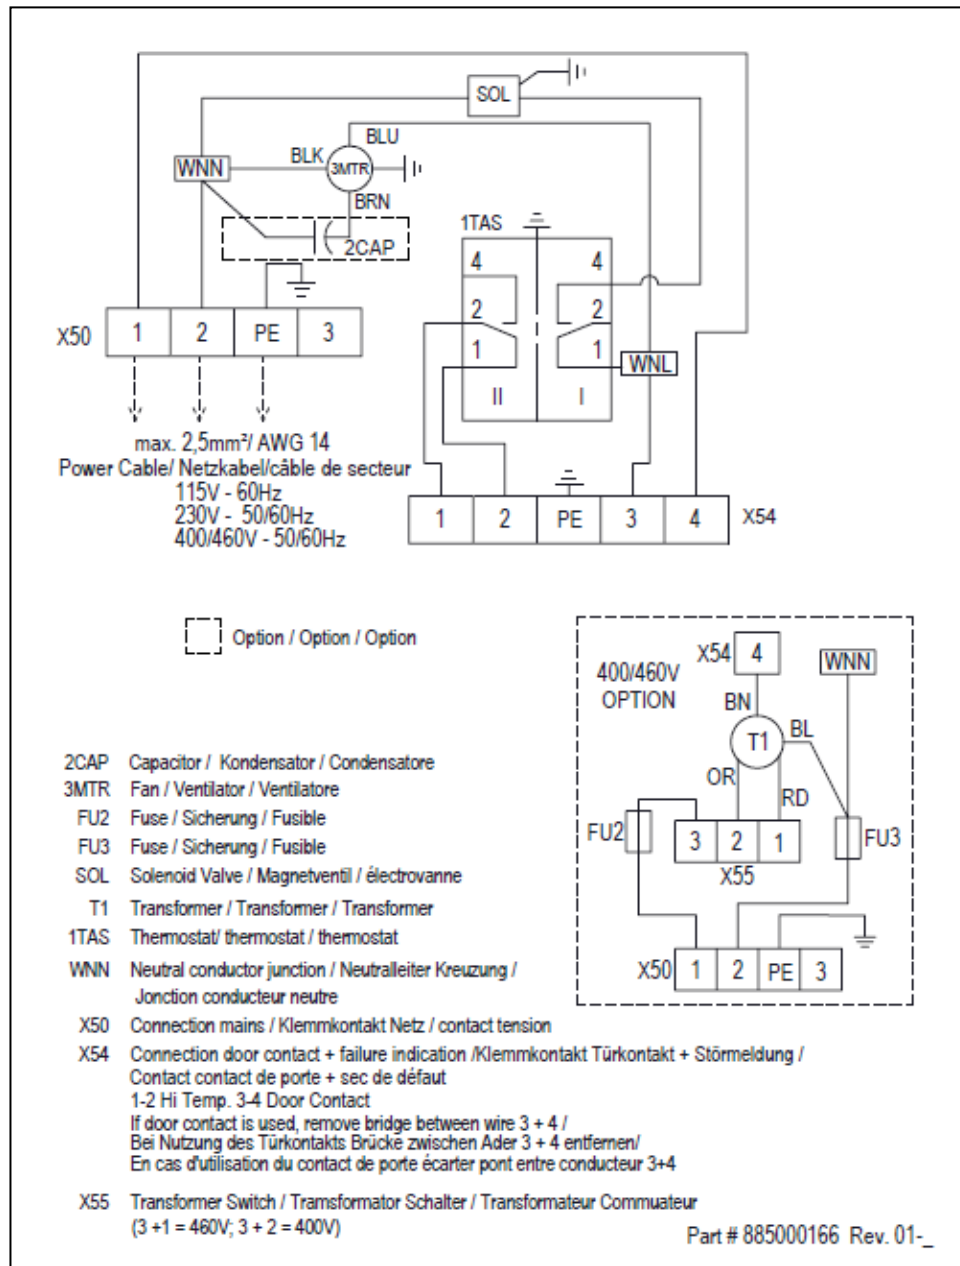 SOL
BLU
WNN
BLK
3MTR
BRN
2CAP
1TAS
4
4
2
2
1
1
WNL
II
I
X50
1
2
PE
3
max. 2,5mm²/ AWG 14
Power Cable/ Netzkabel/câble de secteur
115V - 60Hz
230V - 50/60Hz
400/460V - 50/60Hz
1
2
PE
3
4
X54
Option / Option / Option
400/460V
OPTION
X54
4
WNN
BN
T1
BL
OR
RD
FU2
3
2
1
FU3
X55
X50
1
2
PE
3
2CAP Capacitor / Kondensator / Condensatore
3MTR Fan / Ventilator / Ventilatore
FU2 Fuse / Sicherung / Fusible
FU3 Fuse / Sicherung / Fusible
SOL Solenoid Valve / Magnetventil / électrovanne
T1 Transformer / Transformer / Transformer
1TAS Thermostat/ thermostat / thermostat
WNN Neutral conductor junction / Neutralleiter Kreuzung /
Jonction conducteur neutre
X50 Connection mains / Klemmkontakt Netz / contact tension
X54 Connection door contact + failure indication /Klemmkontakt Türkontakt + Störmeldung /
Contact contact de porte + sec de défaut
1-2 Hi Temp. 3-4 Door Contact
If door contact is used, remove bridge between wire 3 + 4 /
Bei Nutzung des Türkontakts Brücke zwischen Ader 3 + 4 entfernen/
En cas d'utilisation du contact de porte écarter pont entre conducteur 3+4
X55 Transformer Switch / Tramsformator Schalter / Transformateur Commuateur
(3 +1 = 460V; 3 + 2 = 400V)
Part # 885000166 Rev. 01-_